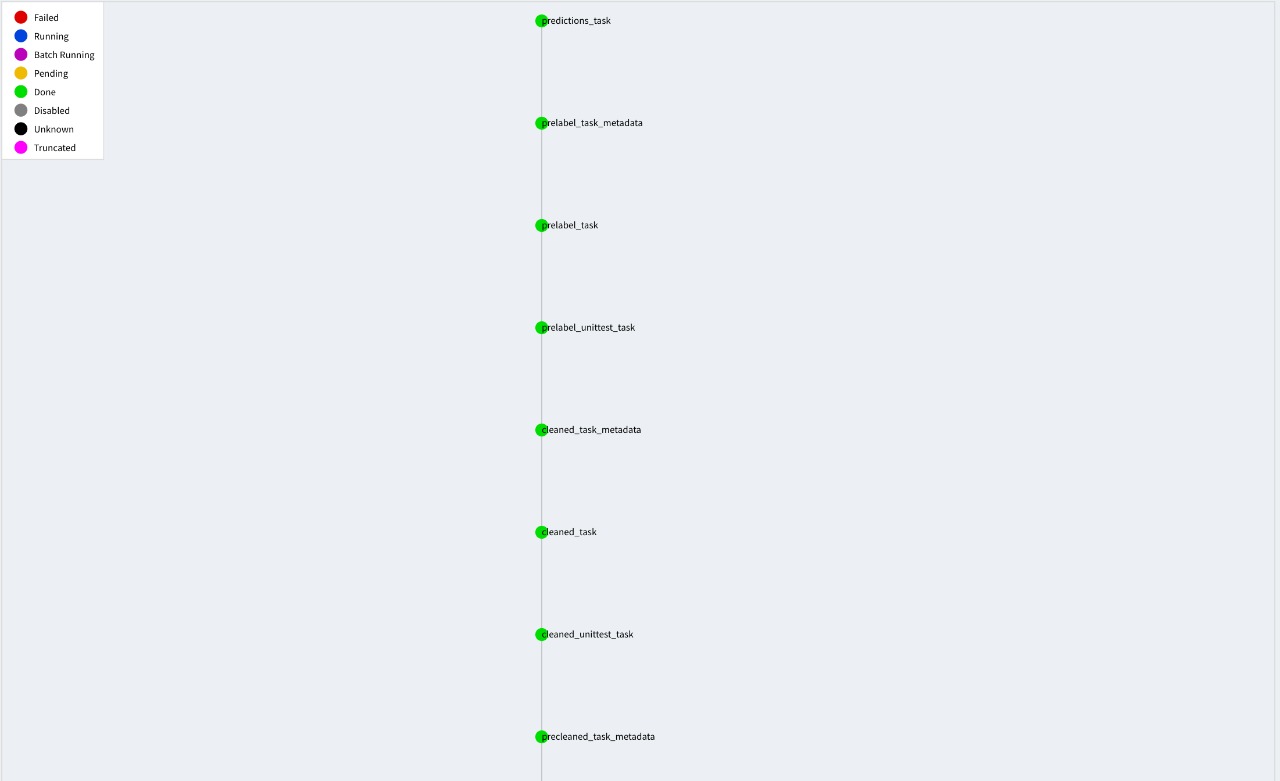 Failed
Running
Batch Running
Pending
Done
Disabled
Unknown
Truncated
predictions_task
prelabel_task_metadata
prelabel_task
prelabel_unittest_task
cleaned_task_metadata
cleaned_task
cleaned_unittest_task
precleaned_task_metadata